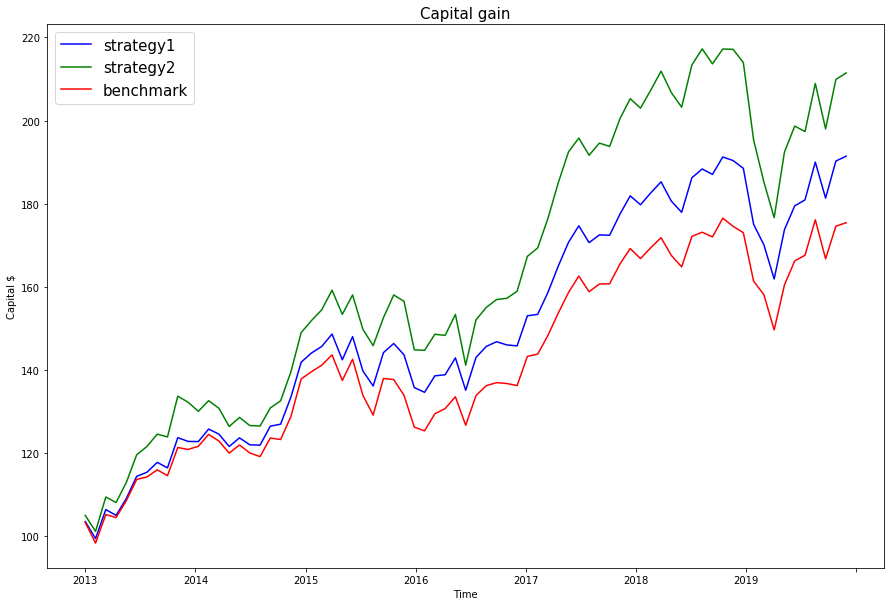 Capital gain
strategy1
strategy2
benchmark
220
200
180
160
140
120
100
Capital $
2013 2014 2015 2016 2017 2018 2019
Time